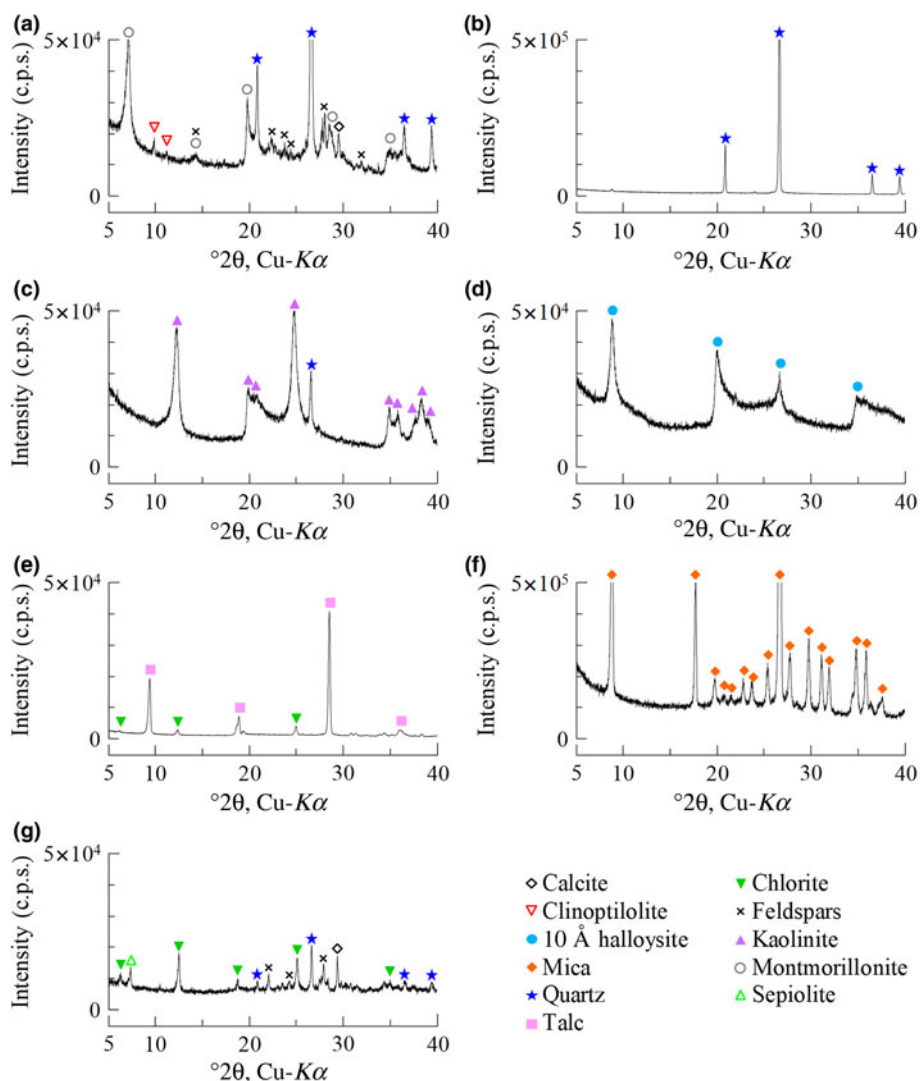 (a)
5×10⁴
Intensity (c.p.s.)
0
5 10 20 30 40
°2θ, Cu-Kα
(b)
5×10⁵
Intensity (c.p.s.)
0
5 10 20 30 40
°2θ, Cu-Kα
(c)
5×10⁴
Intensity (c.p.s.)
0
5 10 20 30 40
°2θ, Cu-Kα
(d)
5×10⁴
Intensity (c.p.s.)
0
5 10 20 30 40
°2θ, Cu-Kα
(e)
5×10⁴
Intensity (c.p.s.)
0
5 10 20 30 40
°2θ, Cu-Kα
(f)
5×10⁵
Intensity (c.p.s.)
0
5 10 20 30 40
°2θ, Cu-Kα
(g)
5×10⁴
Intensity (c.p.s.)
0
5 10 20 30 40
°2θ, Cu-Kα
Calcite
Clinoptilolite
10 Å halloysite
Mica
Quartz
Talc
Chlorite
Feldspars
Kaolinite
Montmorillonite
Sepiolite